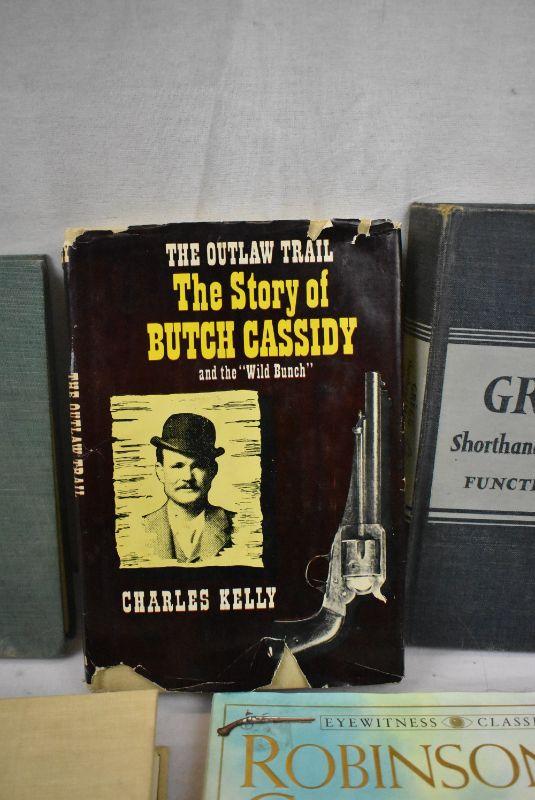 THE OUTLAW TRAIL
The Story of
BUTCH CASSIDY
and the "Wild Bunch"
CHARLES KELLY
THE OUTLAW TRAIL
GR
Shorthand
FUNCTI
EYEWITNESS CLASSI
ROBINSON